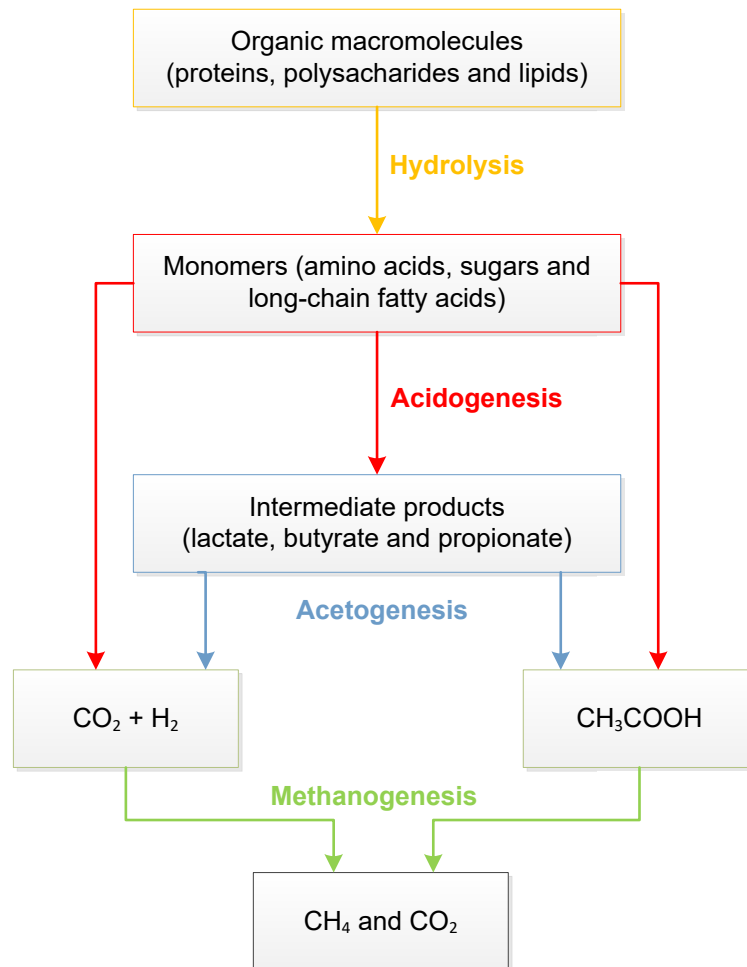 Organic macromolecules
(proteins, polysacharides and lipids)
Hydrolysis
Monomers (amino acids, sugars and
long-chain fatty acids)
Acidogenesis
Intermediate products
(lactate, butyrate and propionate)
Acetogenesis
CO₂ + H₂
CH₃COOH
Methanogenesis
CH₄ and CO₂